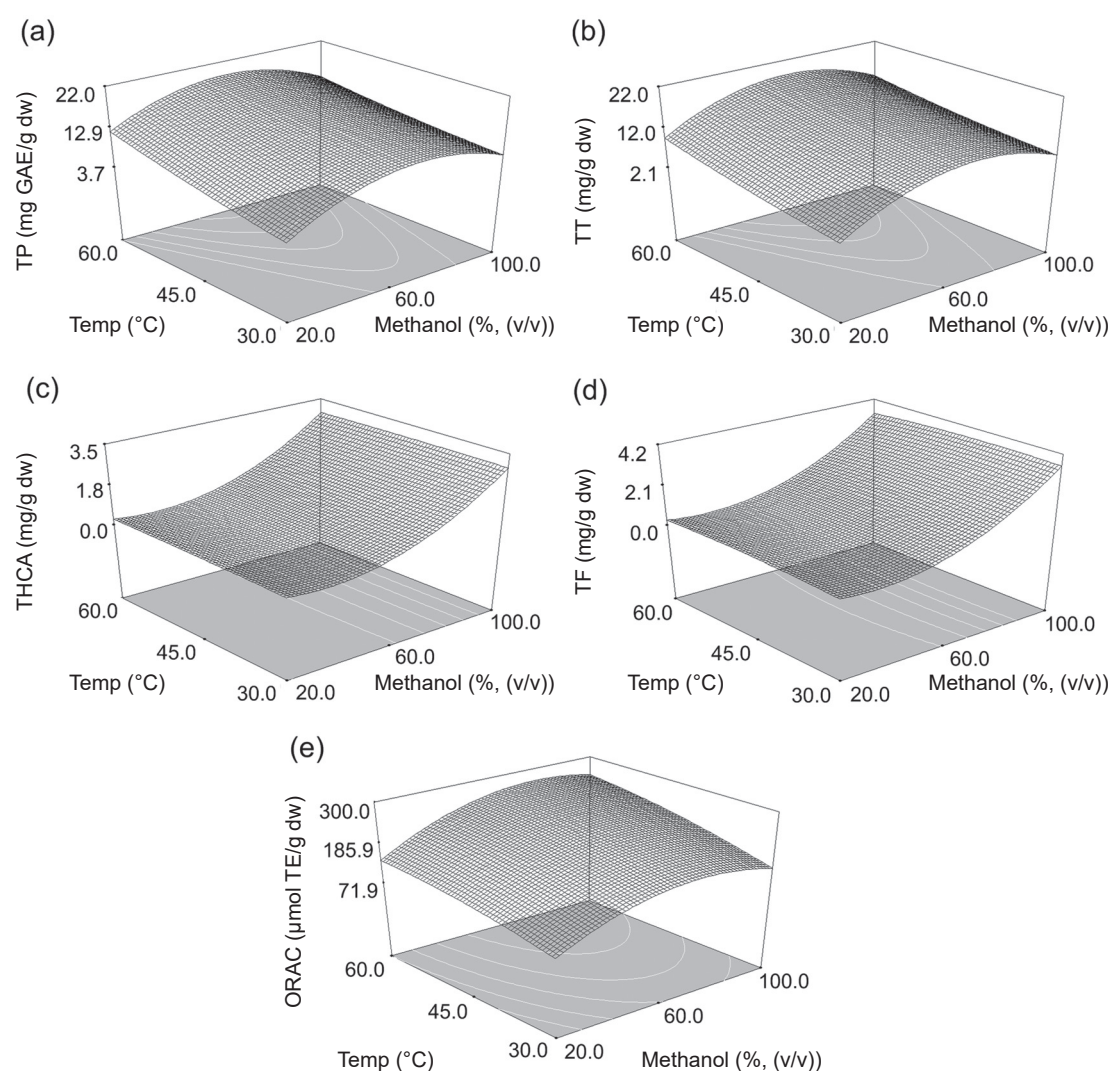 (a)
TP (mg GAE/g dw)
22.0
12.9
3.7
60.0
45.0
30.0
Temp (°C)
20.0
60.0
100.0
Methanol (%, (v/v))
(b)
TT (mg/g dw)
22.0
12.0
2.1
60.0
45.0
30.0
Temp (°C)
20.0
60.0
100.0
Methanol (%, (v/v))
(c)
THCA (mg/g dw)
3.5
1.8
0.0
60.0
45.0
30.0
Temp (°C)
20.0
60.0
100.0
Methanol (%, (v/v))
(d)
TF (mg/g dw)
4.2
2.1
0.0
60.0
45.0
30.0
Temp (°C)
20.0
60.0
100.0
Methanol (%, (v/v))
(e)
ORAC (µmol TE/g dw)
300.0
185.9
71.9
60.0
45.0
30.0
Temp (°C)
20.0
60.0
100.0
Methanol (%, (v/v))